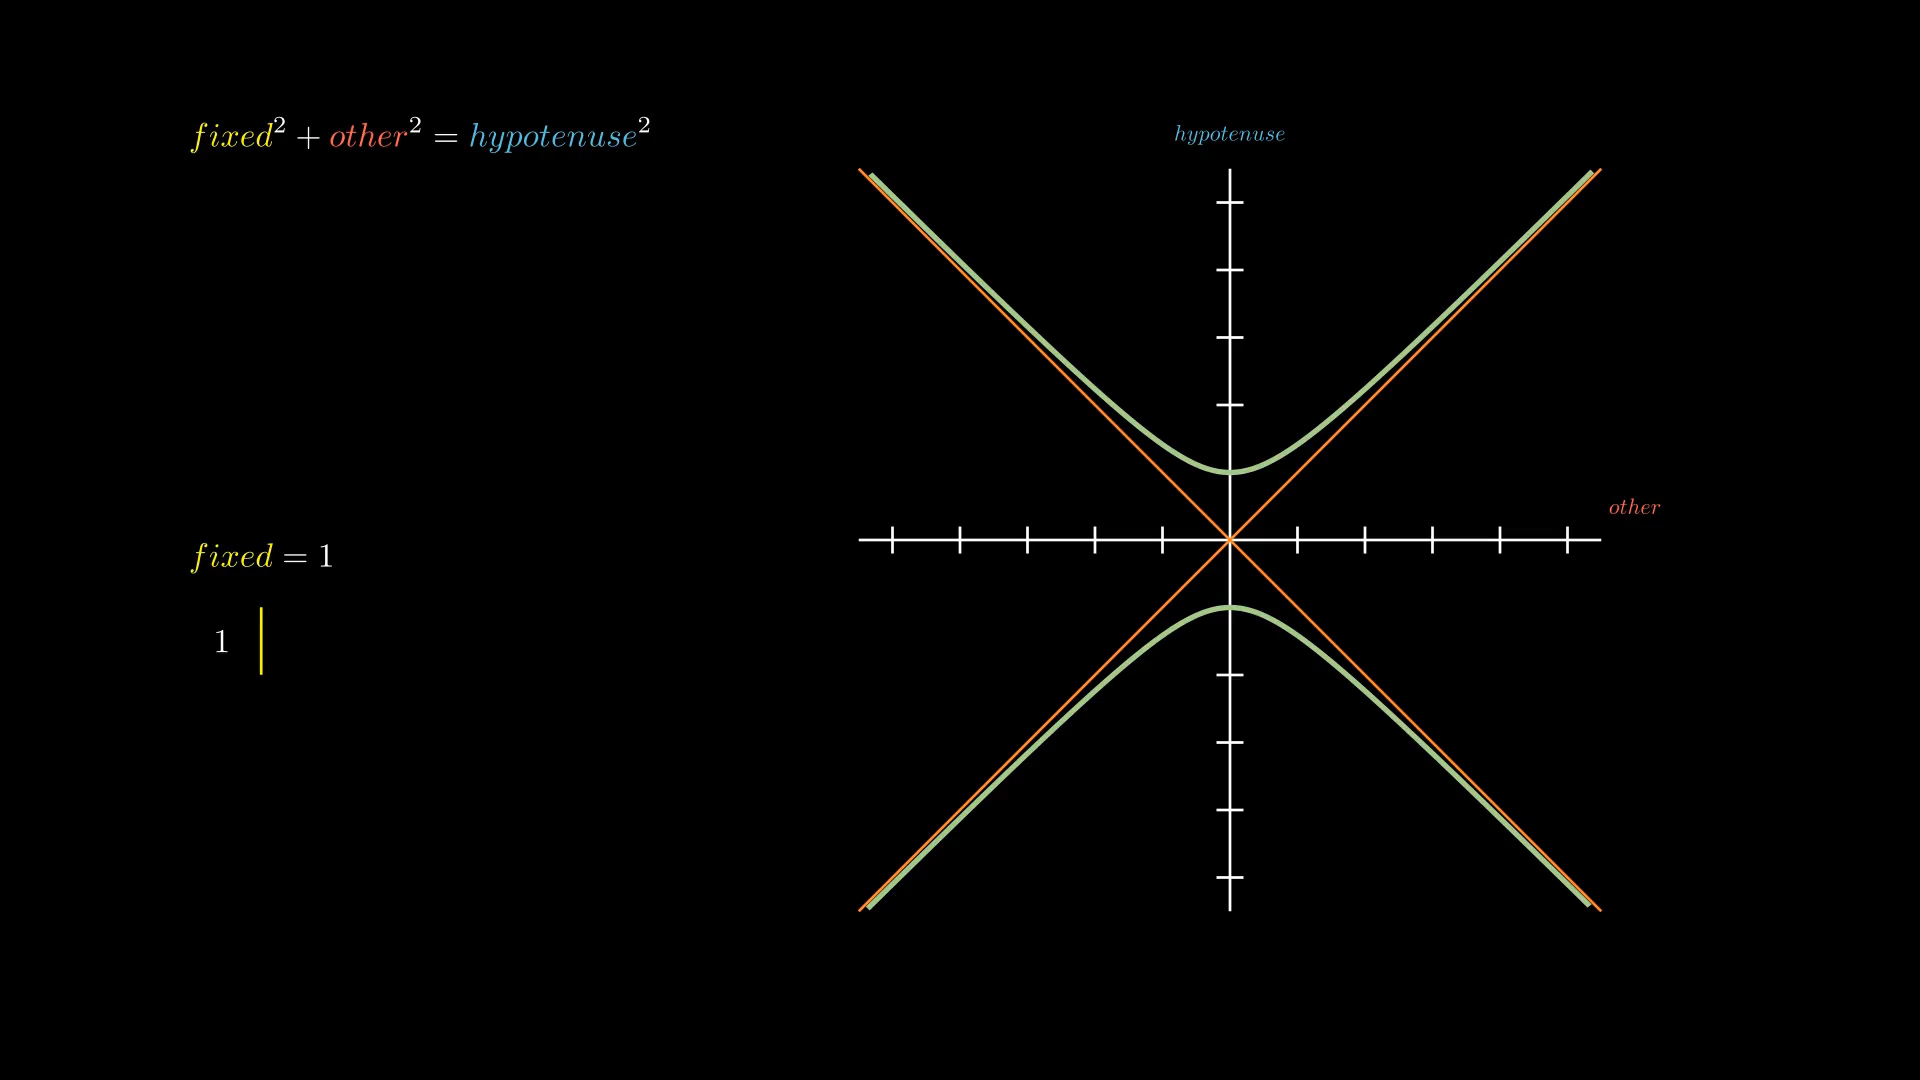 fixed² + other² = hypotenuse²
hypotenuse
other
fixed = 1
1